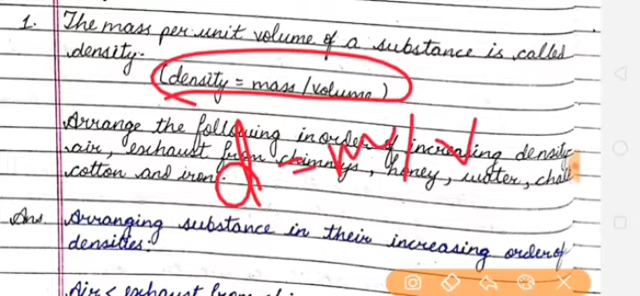 1. The mass per unit volume of a substance is called
density.
(density = mass / volume)
Arrange the following in order of increasing density
air, exhaust from chimneys, honey, water, chalk
cotton and iron.
d = m/v
Ans Arranging substance in their increasing order of
densities:
Air < exhaust from